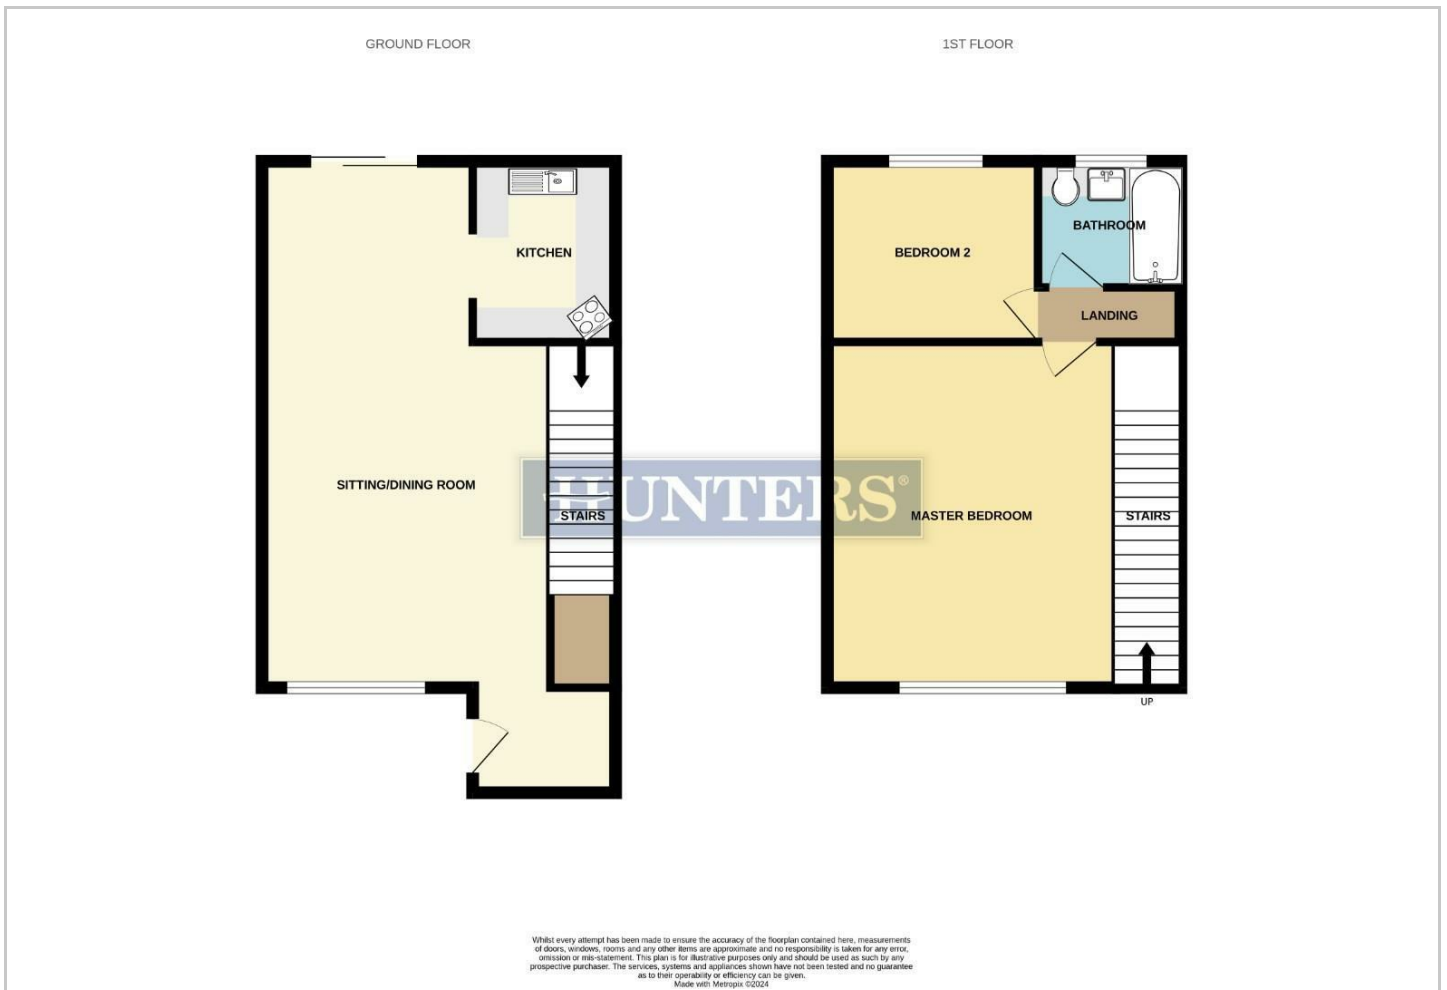 GROUND FLOOR
1ST FLOOR
KITCHEN
SITTING/DINING ROOM
STAIRS
BEDROOM 2
BATHROOM
LANDING
MASTER BEDROOM
STAIRS
UP
HUNTERS®
Whilst every attempt has been made to ensure the accuracy of the floorplan contained here, measurements
of doors, windows, rooms and any other items are approximate and no responsibility is taken for any error,
omission or mis-statement. This plan is for illustrative purposes only and should be used as such by any
prospective purchaser. The services, systems and appliances shown have not been tested and no guarantee
as to their operability or efficiency can be given.
Made with Metropix ©2024